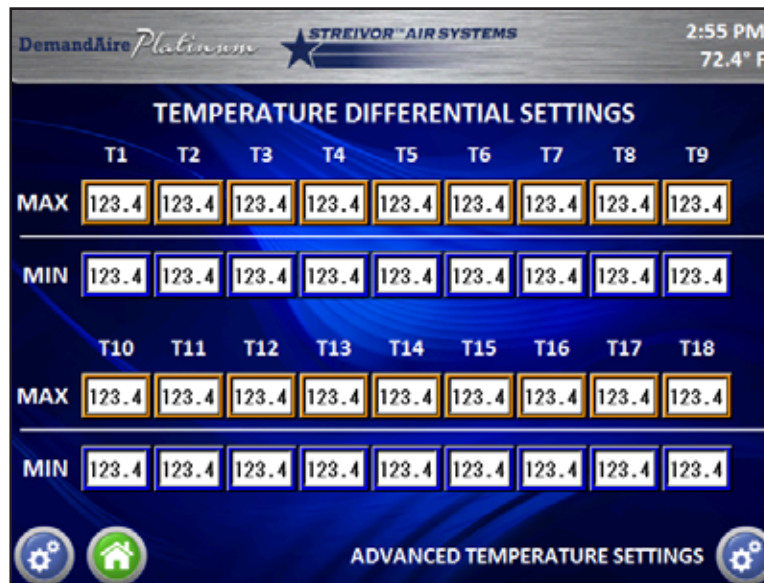 DemandAire Platinum
STREIVOR™ AIR SYSTEMS
2:55 PM
72.4° F
TEMPERATURE DIFFERENTIAL SETTINGS
T1 T2 T3 T4 T5 T6 T7 T8 T9
MAX 123.4 123.4 123.4 123.4 123.4 123.4 123.4 123.4 123.4
MIN 123.4 123.4 123.4 123.4 123.4 123.4 123.4 123.4 123.4
T10 T11 T12 T13 T14 T15 T16 T17 T18
MAX 123.4 123.4 123.4 123.4 123.4 123.4 123.4 123.4 123.4
MIN 123.4 123.4 123.4 123.4 123.4 123.4 123.4 123.4 123.4
ADVANCED TEMPERATURE SETTINGS